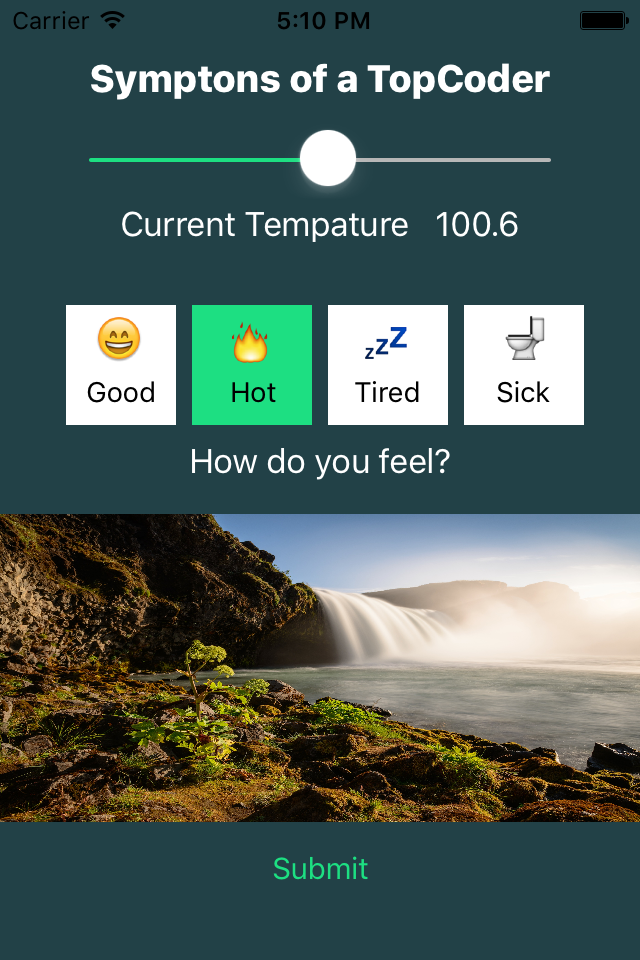 Carrier 5:10 PM
Symptons of a TopCoder
Current Tempature 100.6
zzZ
Good Hot Tired Sick
How do you feel?
Submit